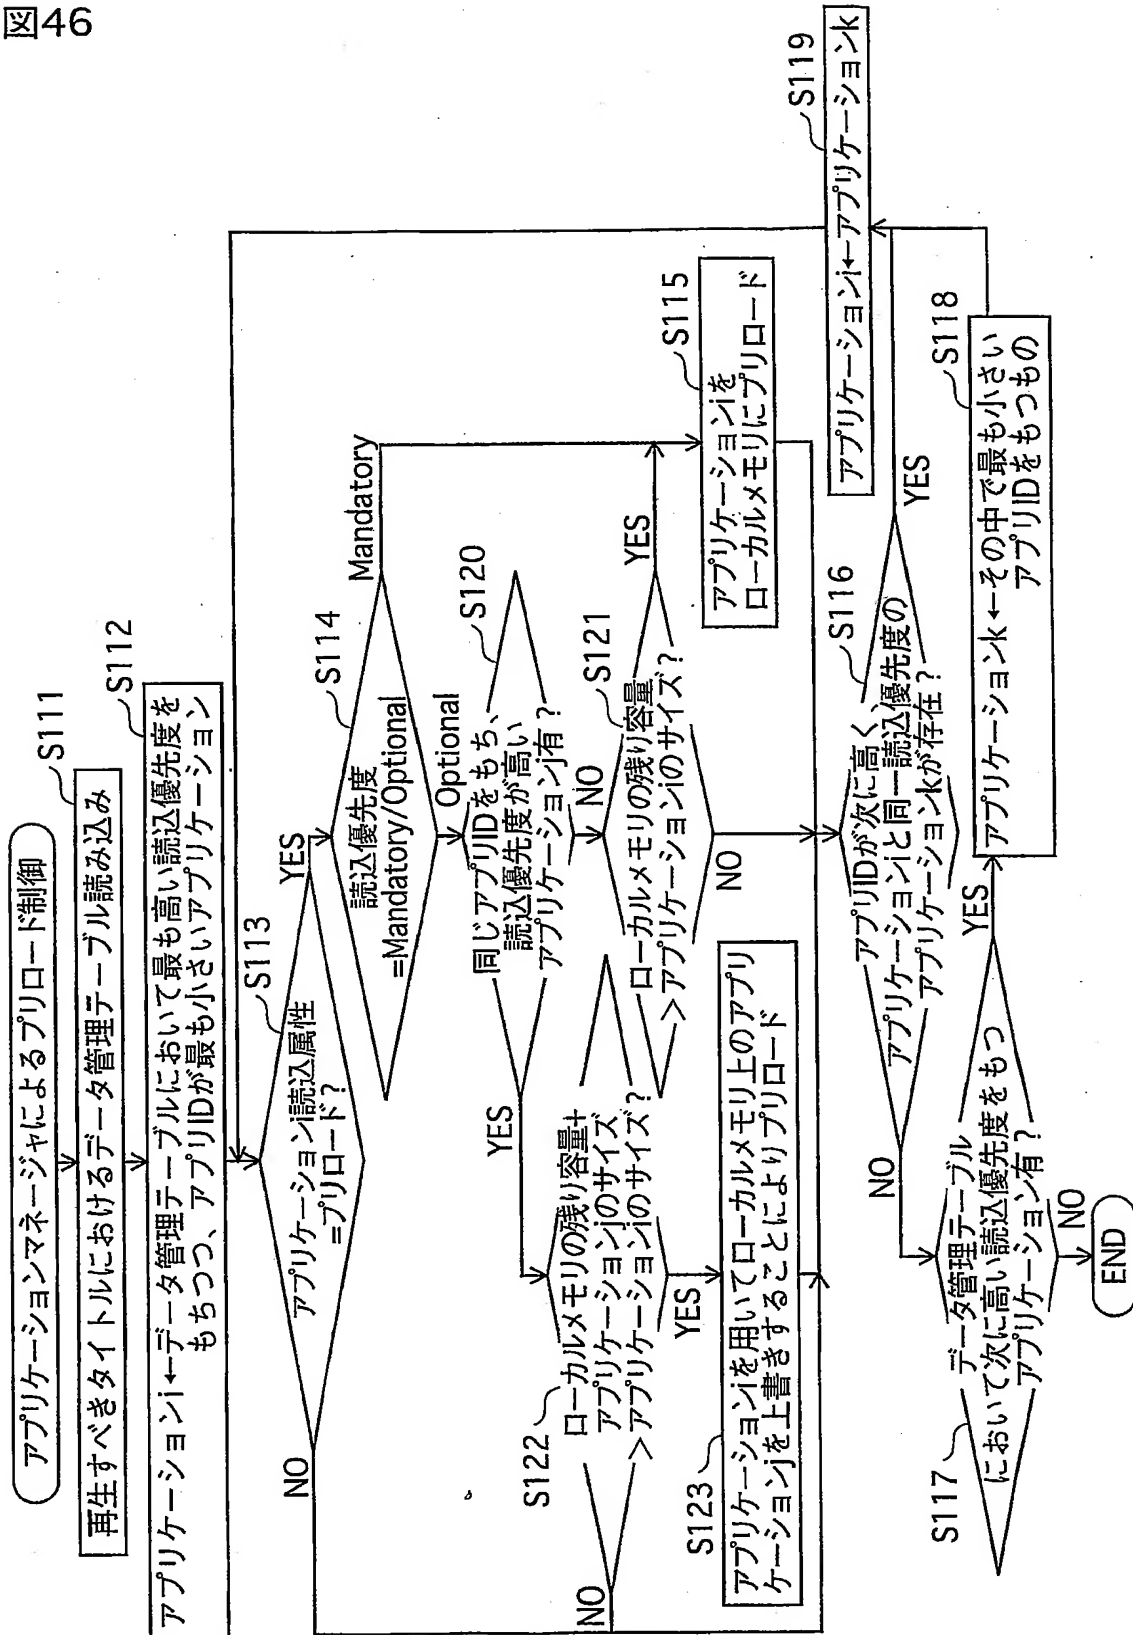 図46
アプリケーションマネージャによるプリロード制御
S111
再生すべきタイトルにおけるデータ管理テーブル読み込み
S112
アプリケーションi←データ管理テーブルにおいて最も高い読込優先度を
もちつつ、アプリIDが最も小さいアプリケーション
S113
アプリケーションi読込属性
=プリロード?
YES
NO
S114
読込優先度
=Mandatory/Optional
Mandatory
Optional
S120
同じアプリIDをもち、
読込優先度が高い
アプリケーションj有?
YES
NO
S121
ローカルメモリの残り容量
>アプリケーションiのサイズ?
YES
NO
S115
アプリケーションiを
ローカルメモリにプリロード
S122
ローカルメモリの残り容量+
アプリケーションjのサイズ
>アプリケーションiのサイズ?
YES
NO
S123
アプリケーションiを用いてローカルメモリ上のアプリ
ケーションjを上書きすることによりプリロード
S116
アプリIDが次に高く、
アプリケーションiと同一読込優先度の
アプリケーションkが存在?
YES
NO
S117
データ管理テーブル
において次に高い読込優先度をもつ
アプリケーション有?
YES
NO
S118
アプリケーションk←その中で最も小さい
アプリIDをもつもの
S119
アプリケーションi←アプリケーションk
END